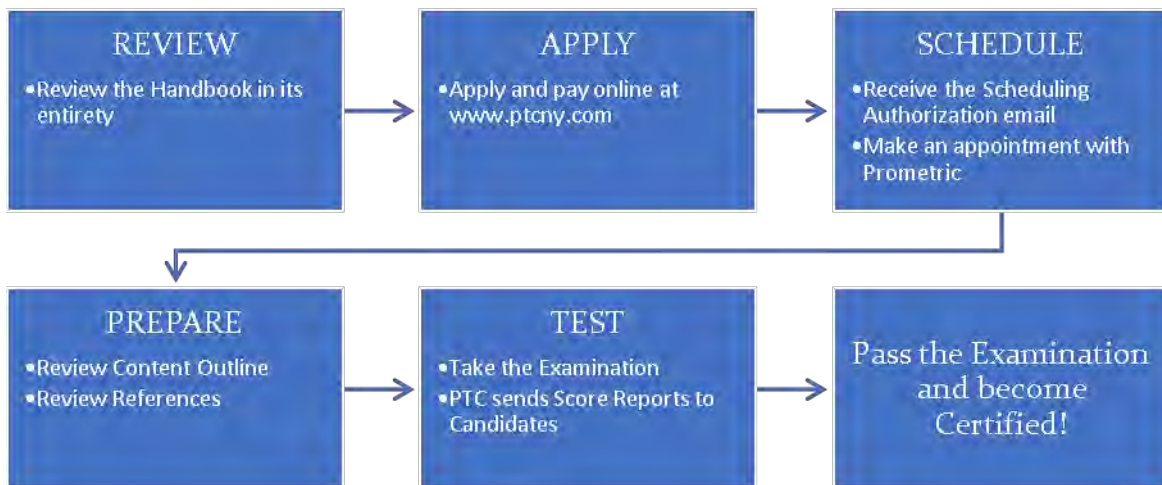 REVIEW
•Review the Handbook in its
entirety
APPLY
•Apply and pay online at
www.ptcny.com
SCHEDULE
•Receive the Scheduling
Authorization email
•Make an appointment with
Prometric
PREPARE
•Review Content Outline
•Review References
TEST
•Take the Examination
•PTC sends Score Reports to
Candidates
Pass the Examination
and become
Certified!